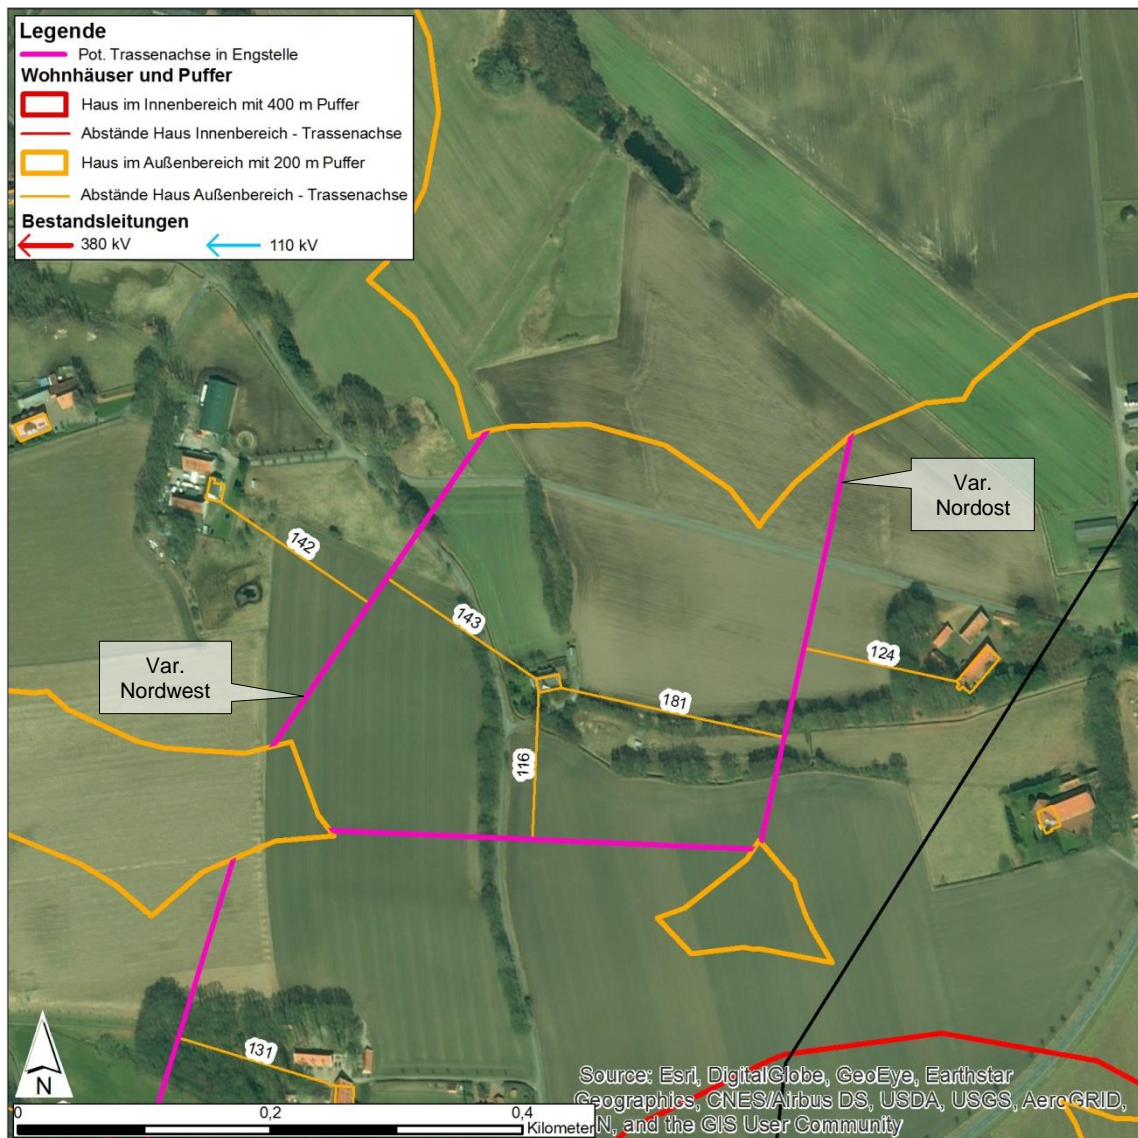 Legende
Pot. Trassenachse in Engstelle
Wohnhäuser und Puffer
Haus im Innenbereich mit 400 m Puffer
Abstände Haus Innenbereich - Trassenachse
Haus im Außenbereich mit 200 m Puffer
Abstände Haus Außenbereich - Trassenachse
Bestandsleitungen
380 kV
110 kV
Var.
Nordost
142
143
124
Var.
Nordwest
181
116
131
N
0
0,2
0,4
Kilometer
Source: Esri, DigitalGlobe, GeoEye, Earthstar
Geographics, CNES/Airbus DS, USDA, USGS, AeroGRID,
N, and the GIS User Community